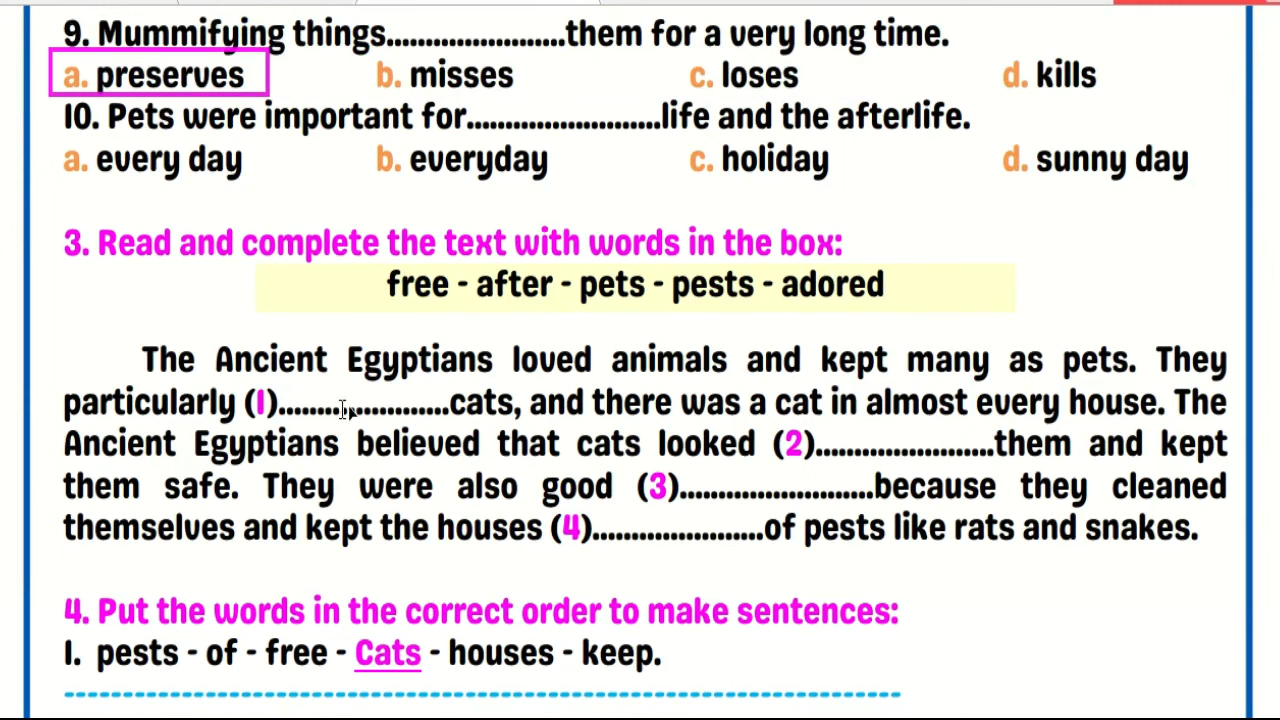 9. Mummifying things.......................them for a very long time.
a. preserves b. misses c. loses d. kills
10. Pets were important for.........................life and the afterlife.
a. every day b. everyday c. holiday d. sunny day
3. Read and complete the text with words in the box:
free - after - pets - pests - adored
The Ancient Egyptians loved animals and kept many as pets. They
particularly (1)......................cats, and there was a cat in almost every house. The
Ancient Egyptians believed that cats looked (2).......................them and kept
them safe. They were also good (3).........................because they cleaned
themselves and kept the houses (4)......................of pests like rats and snakes.
4. Put the words in the correct order to make sentences:
1. pests - of - free - Cats - houses - keep.